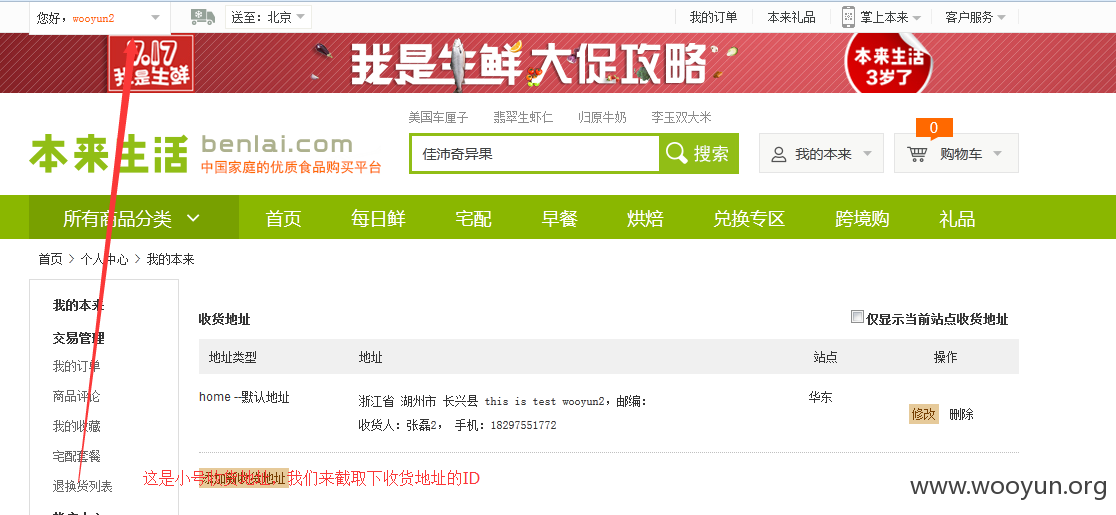 您好，wooyun2 送至：北京 我的订单 本来礼品 掌上本来 客户服务
7.17
我是生鲜
我是生鲜 大促攻略
本来生活
3岁了
美国车厘子 翡翠生虾仁 归原牛奶 李玉双大米
本来生活 benlai.com
中国家庭的优质食品购买平台
佳沛奇异果 搜索 我的本来 购物车 0
所有商品分类 首页 每日鲜 宅配 早餐 烘焙 兑换专区 跨境购 礼品
首页 > 个人中心 > 我的本来
我的本来
交易管理
我的订单
商品评论
我的收藏
宅配套餐
退换货列表
收货地址 仅显示当前站点收货地址
地址类型 地址 站点 操作
home --默认地址 浙江省 湖州市 长兴县 this is test wooyun2，邮编： 华东 修改 删除
收货人：张磊2， 手机：18297551772
添加新收货地址
这是小号 我们来截取下收货地址的ID
www.wooyun.org